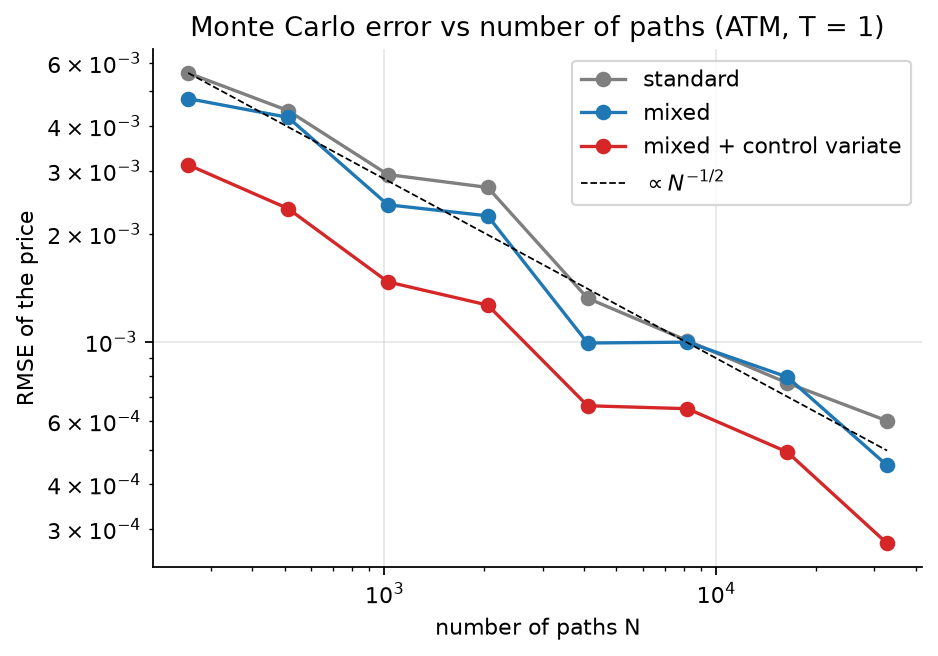 Monte Carlo error vs number of paths (ATM, T = 1)
6 × 10⁻³
4 × 10⁻³
3 × 10⁻³
2 × 10⁻³
10⁻³
6 × 10⁻⁴
4 × 10⁻⁴
3 × 10⁻⁴
RMSE of the price
standard
mixed
mixed + control variate
∝ N⁻¹/²
10³
10⁴
number of paths N